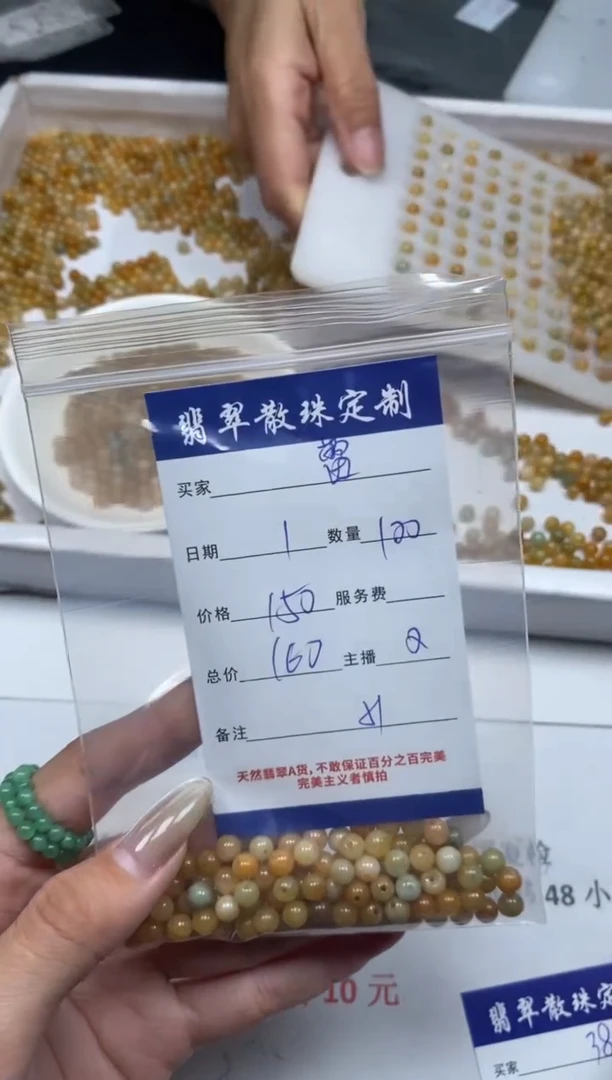 翡翠散珠定制
买家 雷
日期 1 数量 100
价格 150 服务费
总价 160 主播 Q
备注
天然翡翠A货,不敢保证百分之百完美
完美主义者慎拍
48 小
10 元
翡翠散珠定
买家 38